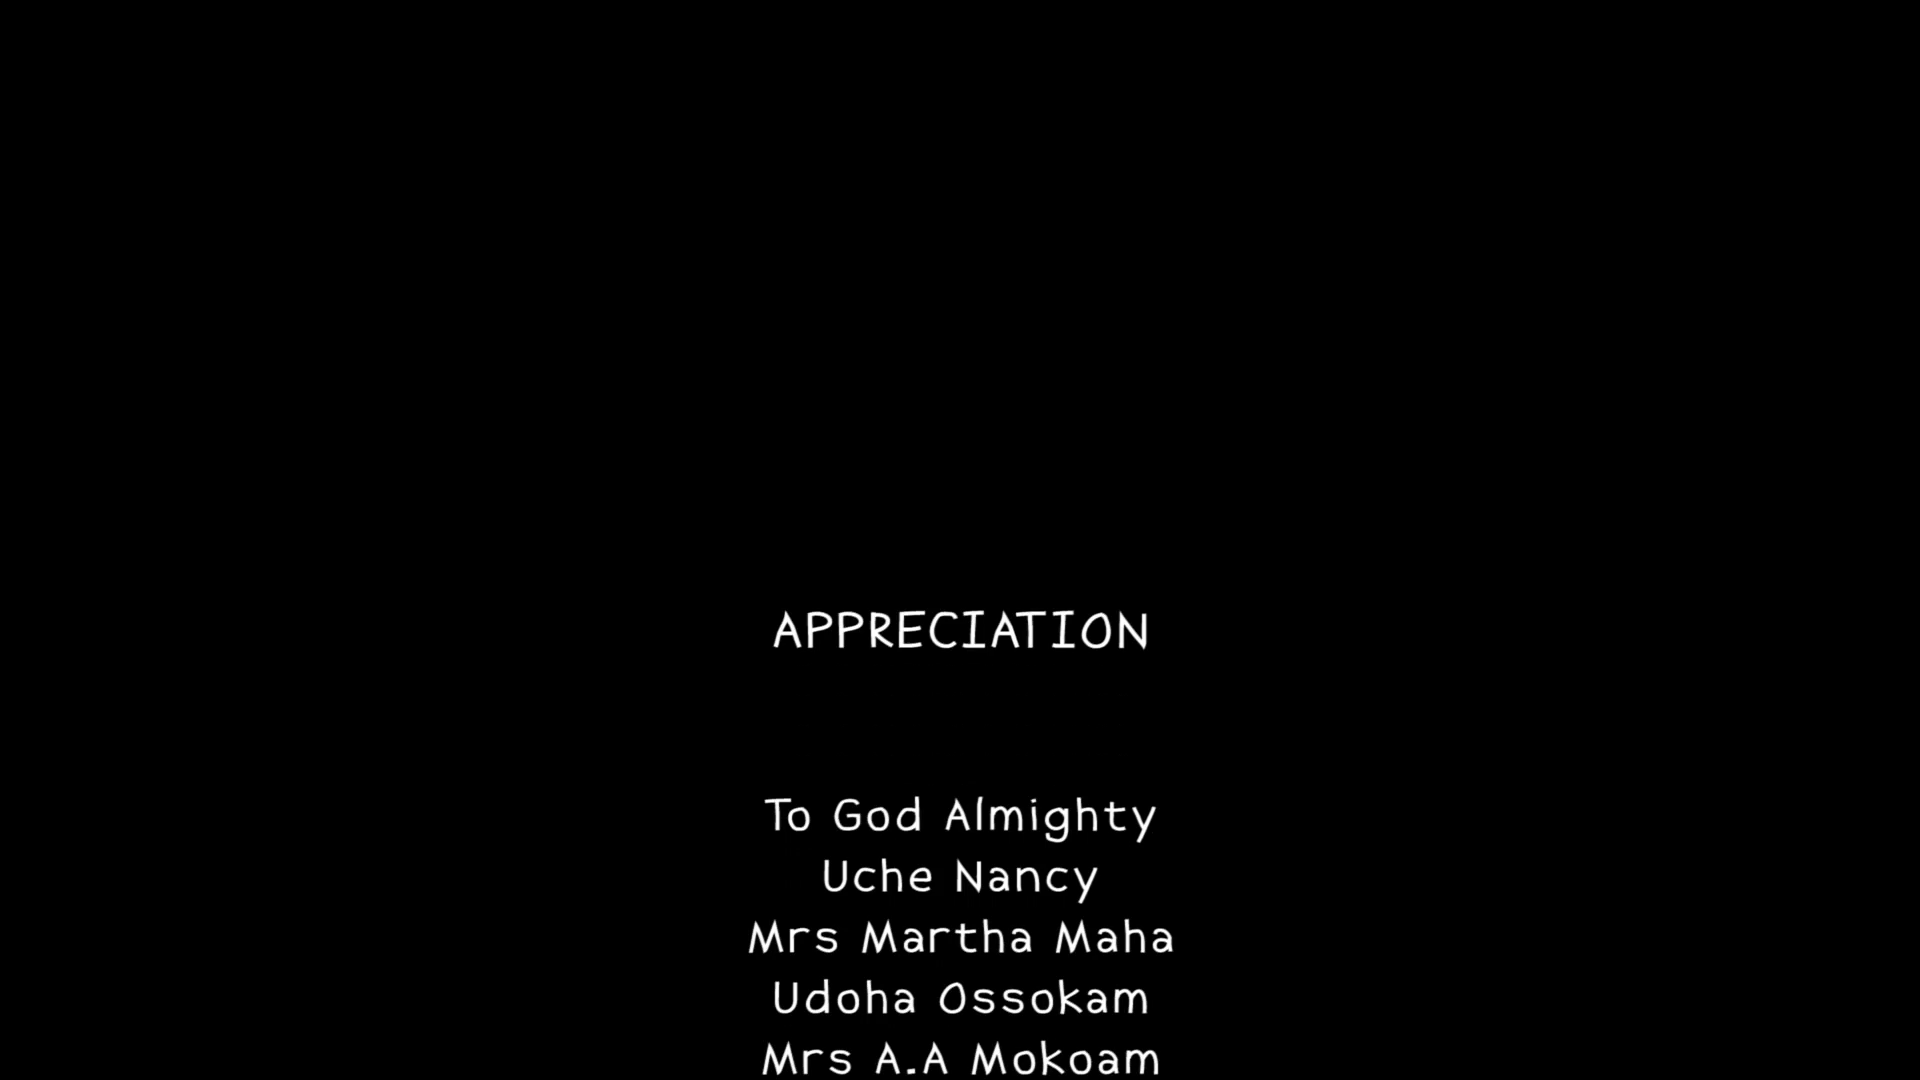 APPRECIATION
To God Almighty
Uche Nancy
Mrs Martha Maha
Udoha Ossokam
Mrs A.A Mokoam